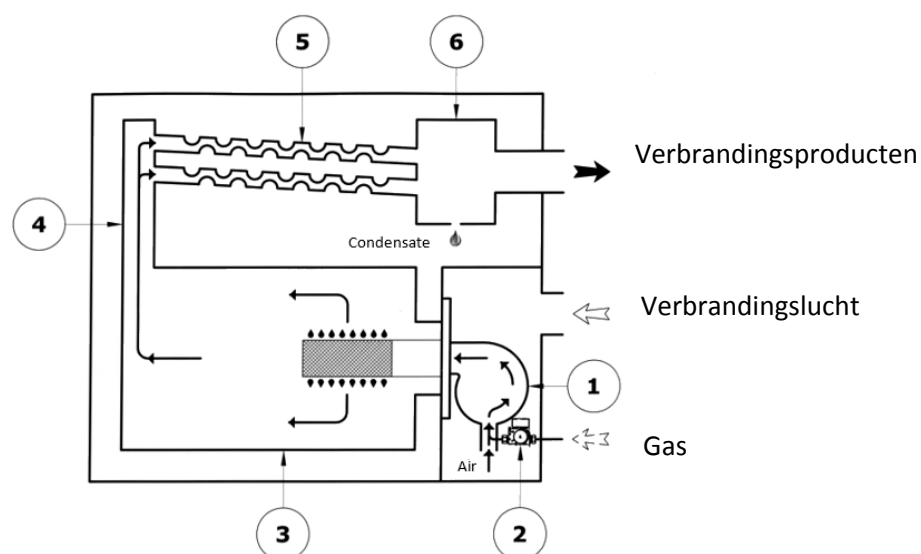 5
6
Verbrandingsproducten
4
Condensate
Verbrandingslucht
1
Gas
Air
3
2